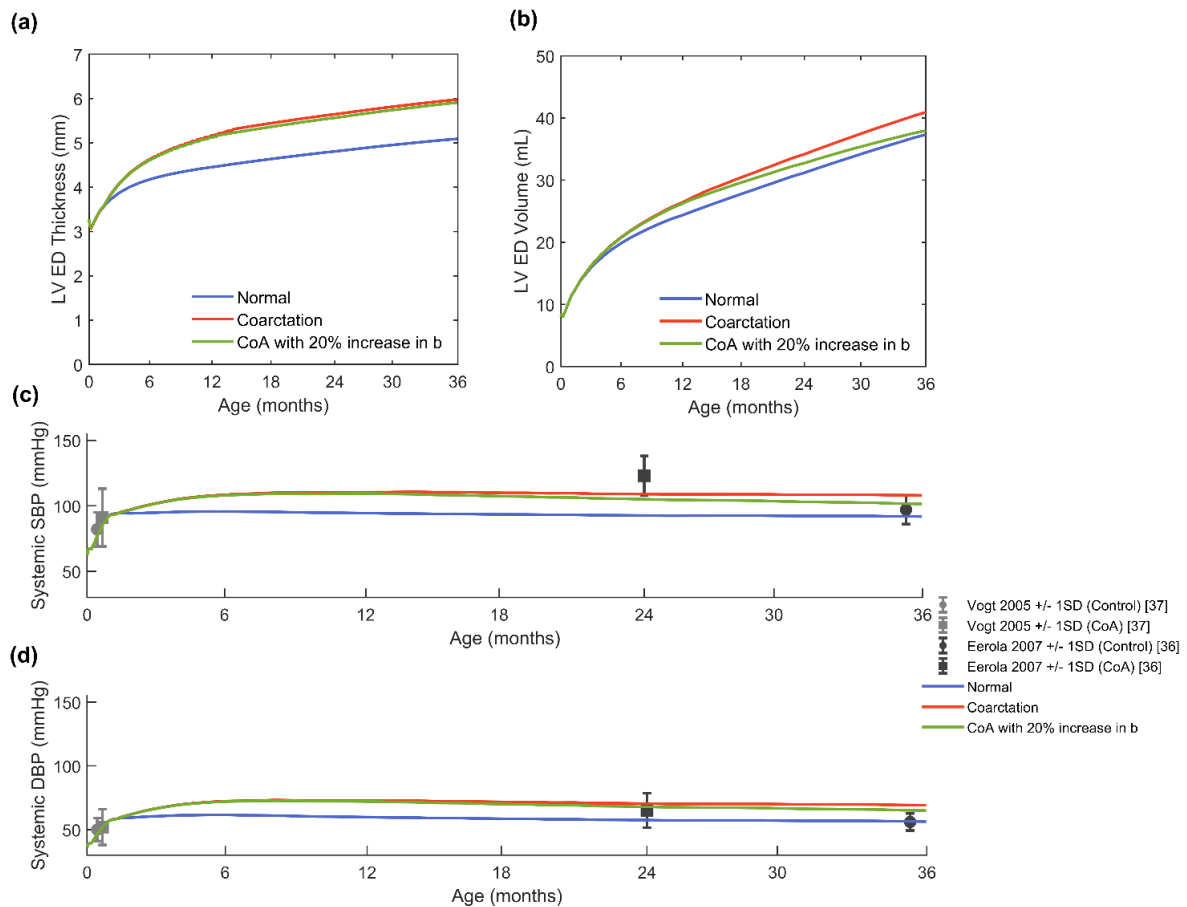 (a)
LV ED Thickness (mm)
7
6
5
4
3
2
1
0
Normal
Coarctation
CoA with 20% increase in b
0 6 12 18 24 30 36
Age (months)
(b)
LV ED Volume (mL)
50
40
30
20
10
0
Normal
Coarctation
CoA with 20% increase in b
0 6 12 18 24 30 36
Age (months)
(c)
Systemic SBP (mmHg)
150
100
50
0 6 12 18 24 30 36
Age (months)
(d)
Systemic DBP (mmHg)
150
100
50
0 6 12 18 24 30 36
Age (months)
Vogt 2005 +/- 1SD (Control) [37]
Vogt 2005 +/- 1SD (CoA) [37]
Eerola 2007 +/- 1SD (Control) [36]
Eerola 2007 +/- 1SD (CoA) [36]
Normal
Coarctation
CoA with 20% increase in b